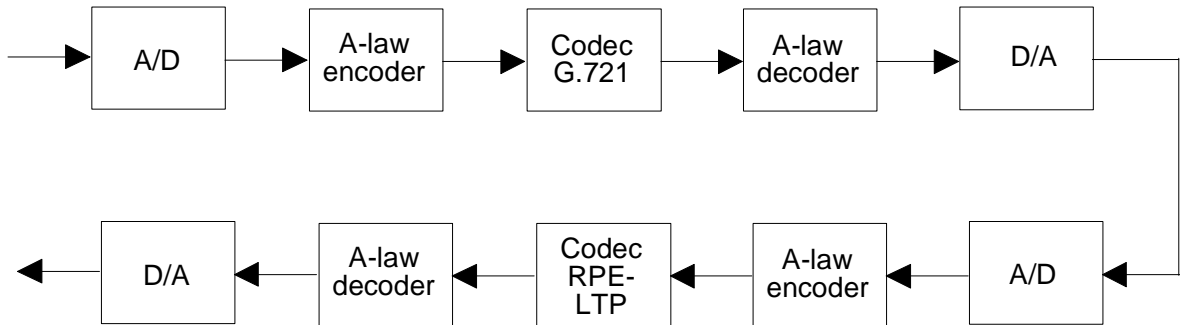 A/D
A-law
encoder
Codec
G.721
A-law
decoder
D/A
D/A
A-law
decoder
Codec
RPE-
LTP
A-law
encoder
A/D